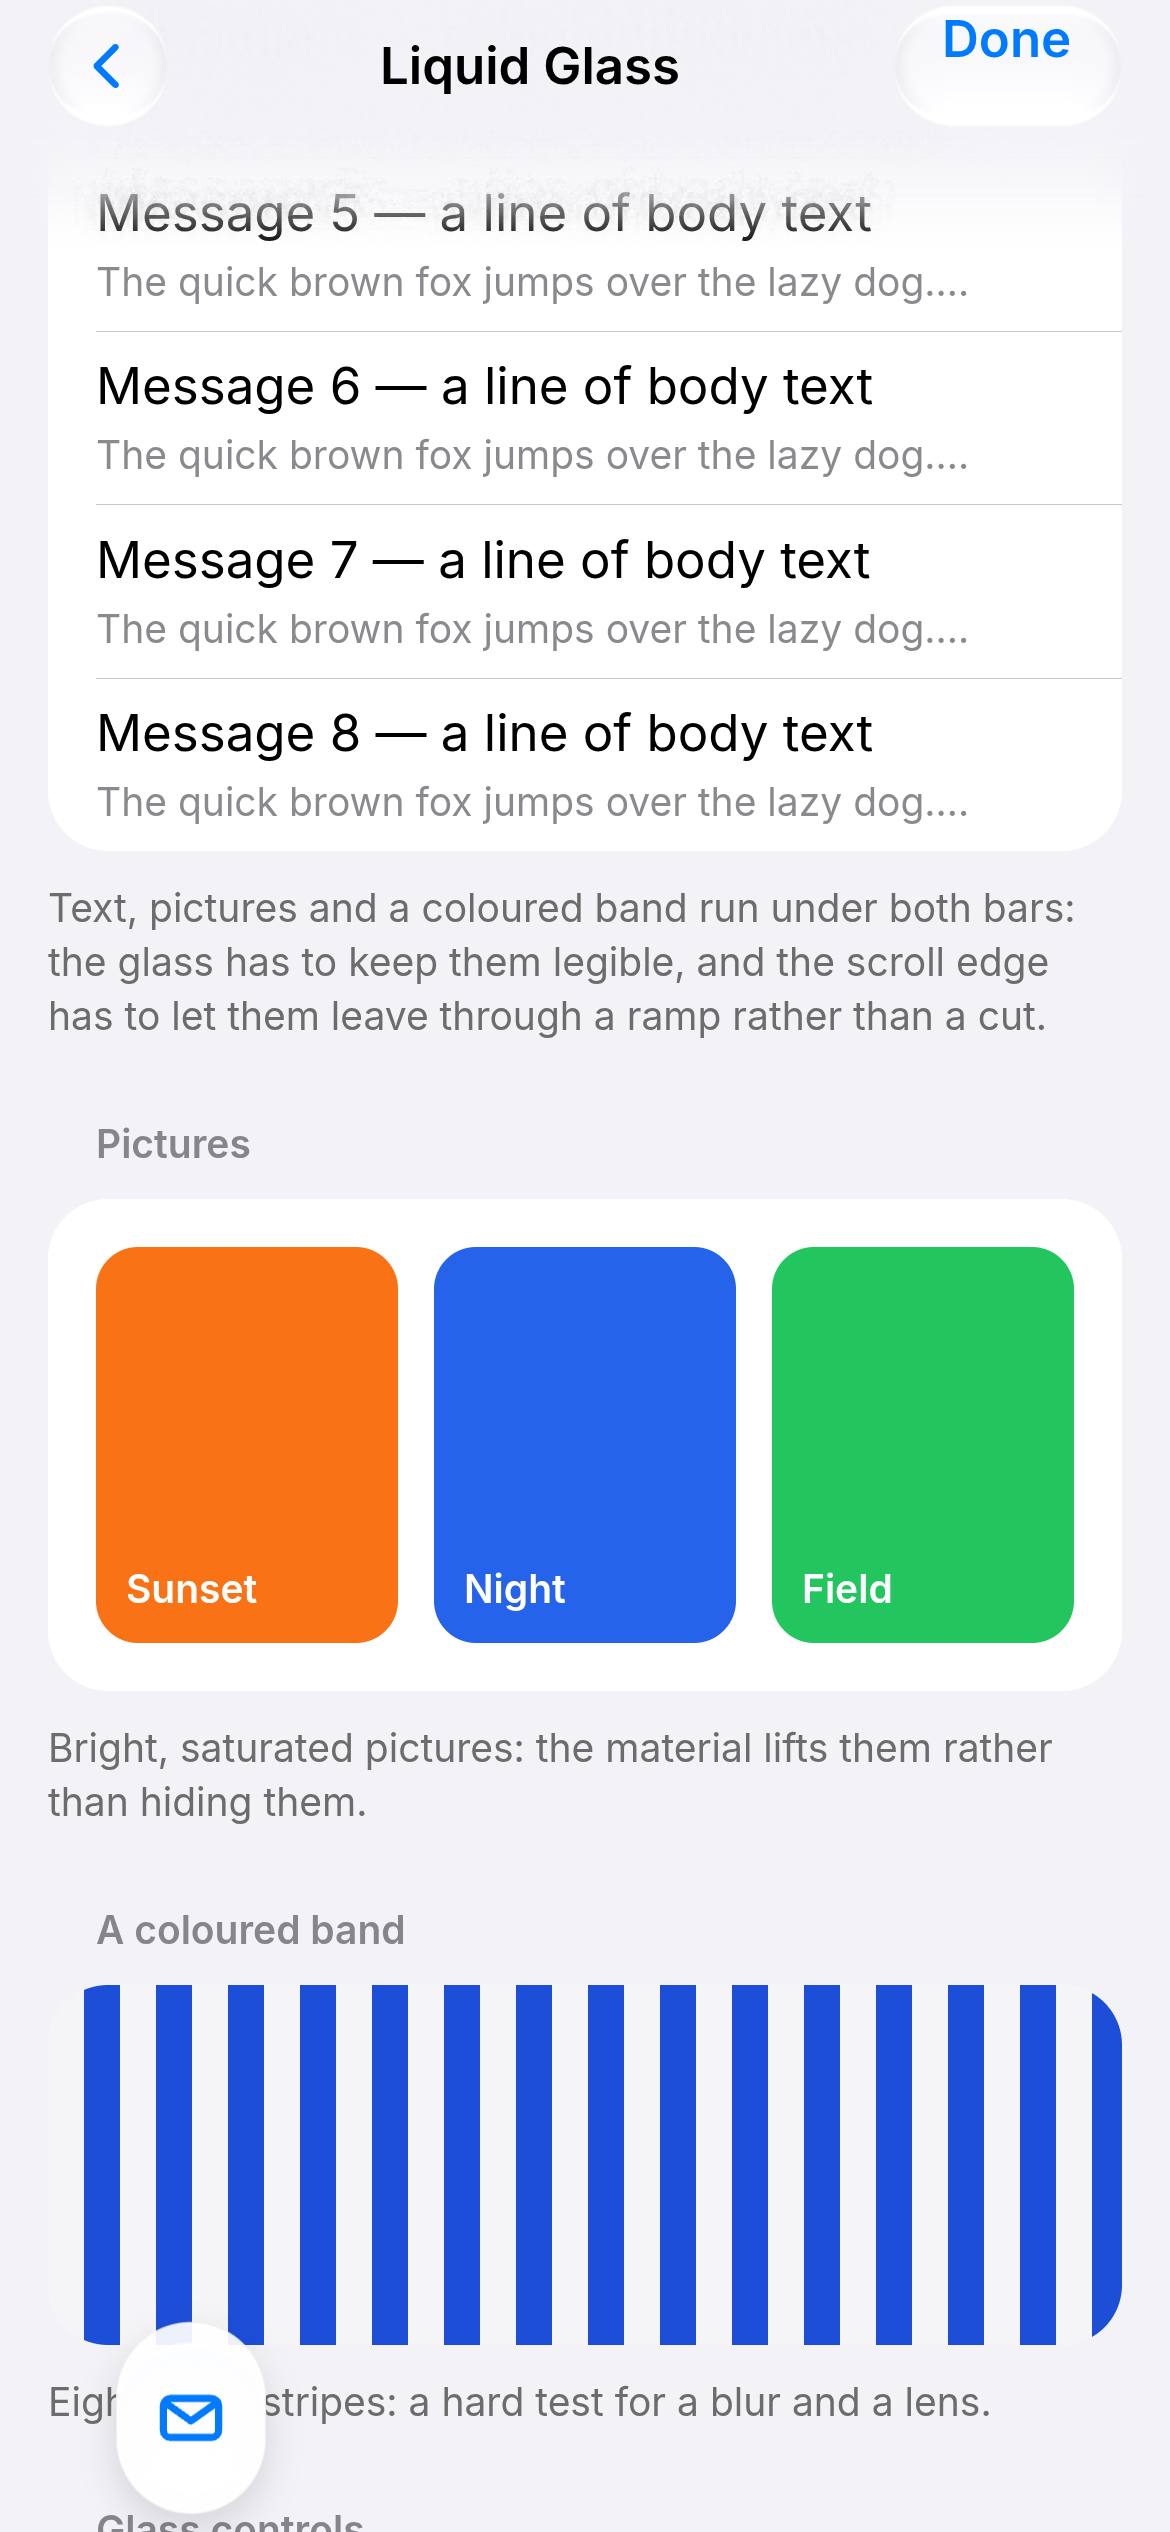 Liquid Glass
Done
Message 5 — a line of body text
The quick brown fox jumps over the lazy dog....
Message 6 — a line of body text
The quick brown fox jumps over the lazy dog....
Message 7 — a line of body text
The quick brown fox jumps over the lazy dog....
Message 8 — a line of body text
The quick brown fox jumps over the lazy dog....
Text, pictures and a coloured band run under both bars:
the glass has to keep them legible, and the scroll edge
has to let them leave through a ramp rather than a cut.
Pictures
Sunset
Night
Field
Bright, saturated pictures: the material lifts them rather
than hiding them.
A coloured band
stripes: a hard test for a blur and a lens.
Glass controls